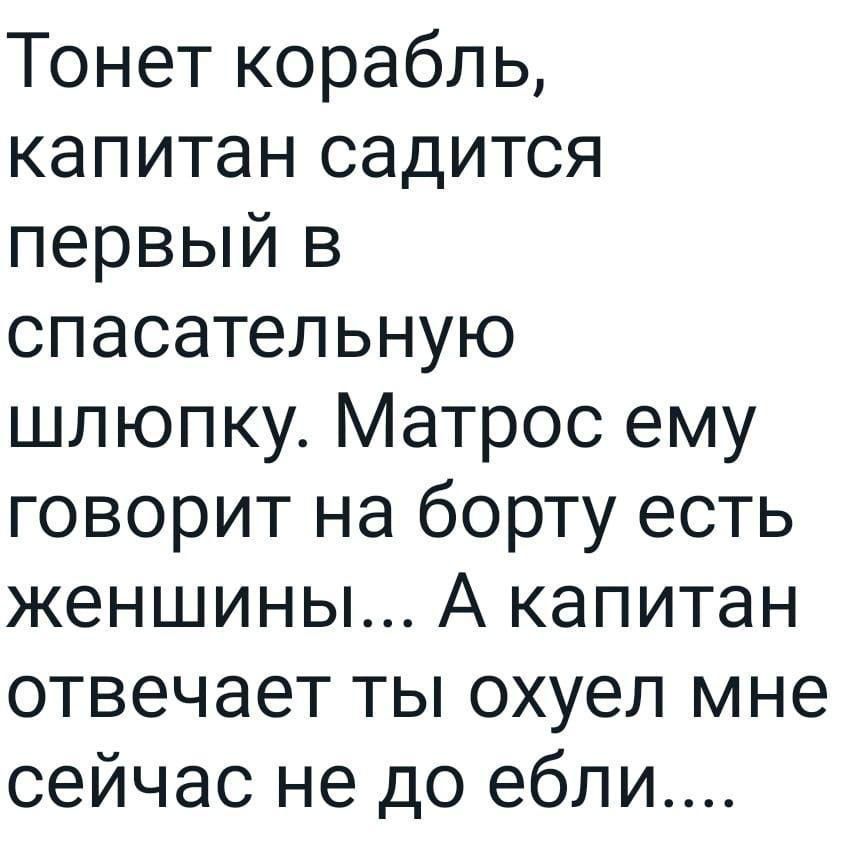 Тонет корабль,
капитан садится
первый в
спасательную
шлюпку. Матрос ему
говорит на борту есть
женшины... А капитан
отвечает ты охуел мне
сейчас не до ебли....